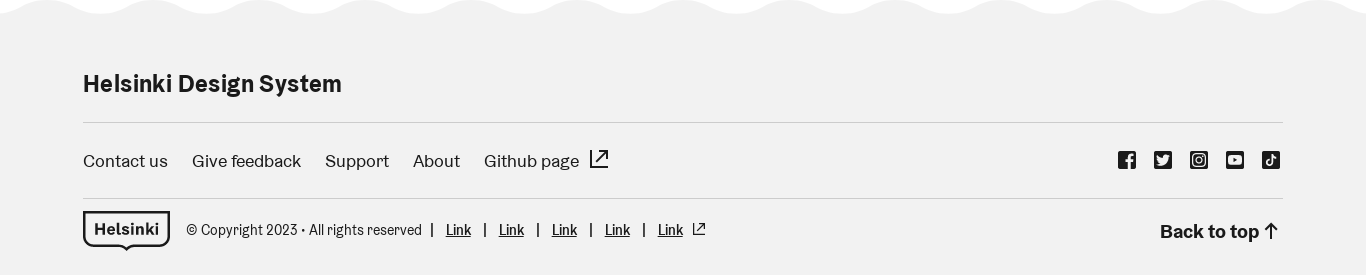 Helsinki Design System
Contact us Give feedback Support About Github page
Helsinki © Copyright 2023 • All rights reserved | Link | Link | Link | Link | Link Back to top